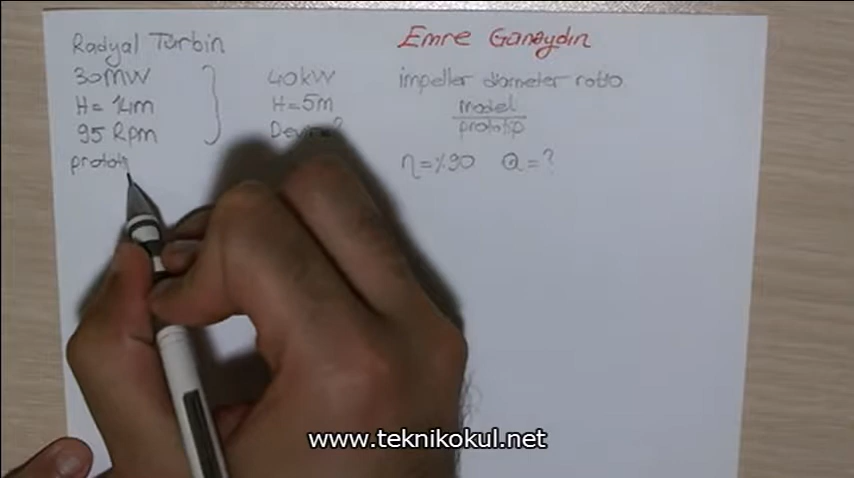 Radyal Türbin
Emre Günaydın
30MW
40kW
impeller diameter ratio
H = 14m
H = 5m
model
95 Rpm
prototip
protot
η = %90 Q = ?
www.teknikokul.net